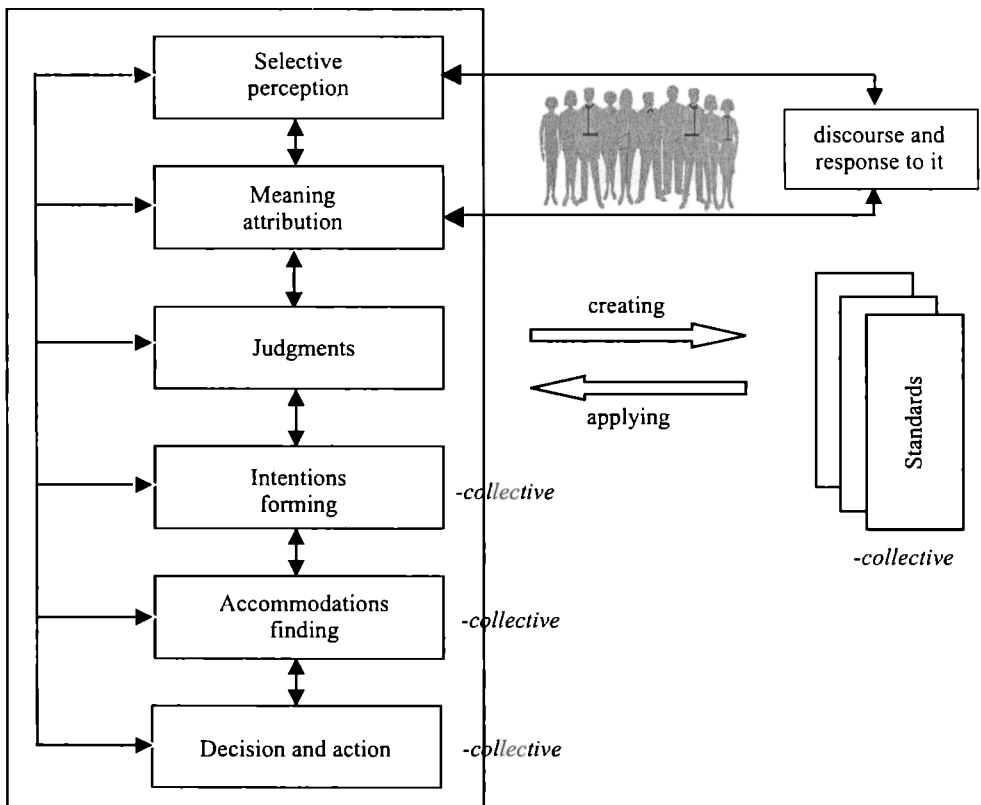 Selective
perception
discourse and
response to it
Meaning
attribution
creating
Judgments
applying
Standards
Intentions
forming
-collective
-collective
Accommodations
finding
-collective
Decision and action
-collective